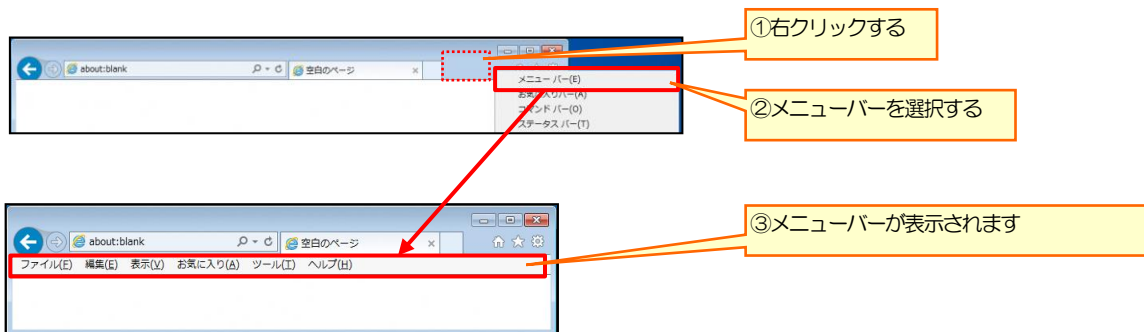 ①右クリックする
about:blank
空白のページ
メニュー バー(E)
お気に入りバー(A)
コマンド バー(O)
ステータス バー(T)
②メニューバーを選択する
③メニューバーが表示されます
about:blank
空白のページ
ファイル(F) 編集(E) 表示(V) お気に入り(A) ツール(T) ヘルプ(H)